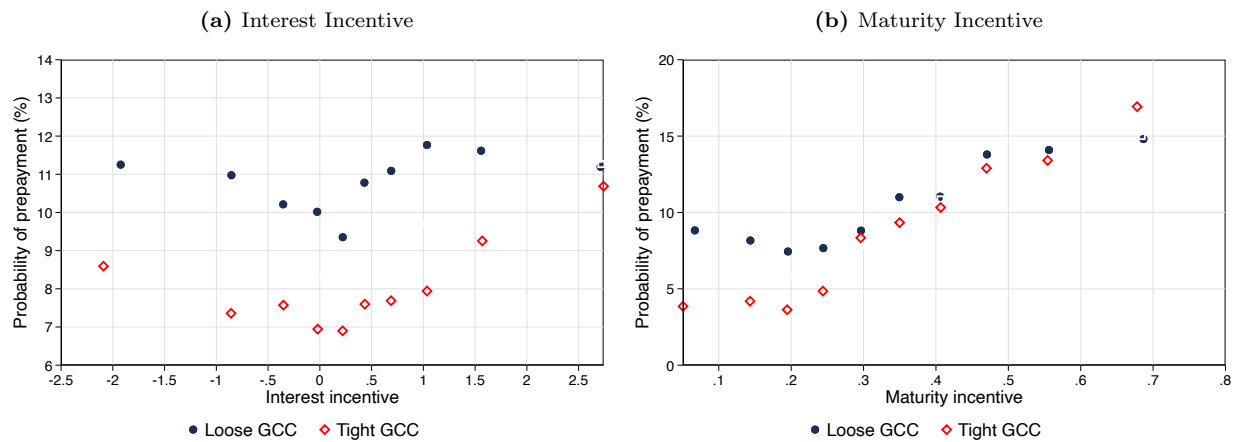 (a) Interest Incentive
Probability of prepayment (%)
14
13
12
11
10
9
8
7
6
-2.5 -2 -1.5 -1 -.5 0 .5 1 1.5 2 2.5
Interest incentive
Loose GCC Tight GCC
(b) Maturity Incentive
Probability of prepayment (%)
20
15
10
5
0
.1 .2 .3 .4 .5 .6 .7 .8
Maturity incentive
Loose GCC Tight GCC